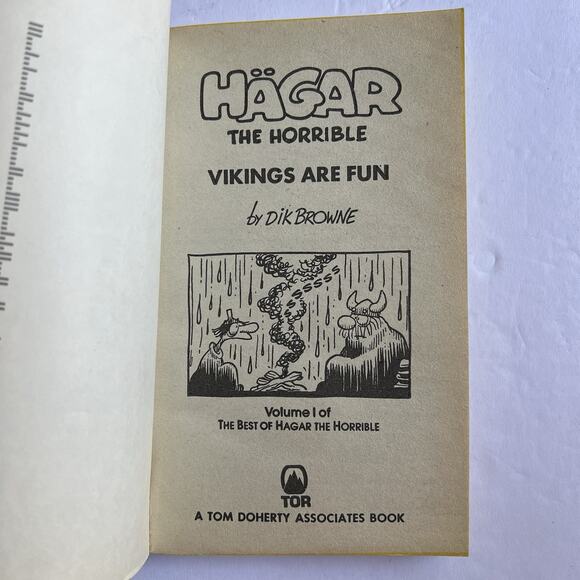 HÄGAR
THE HORRIBLE
VIKINGS ARE FUN
by DiK BROWNE
SSSSSSSS
Volume I of
THE BEST OF HAGAR THE HORRIBLE
TOR
A TOM DOHERTY ASSOCIATES BOOK